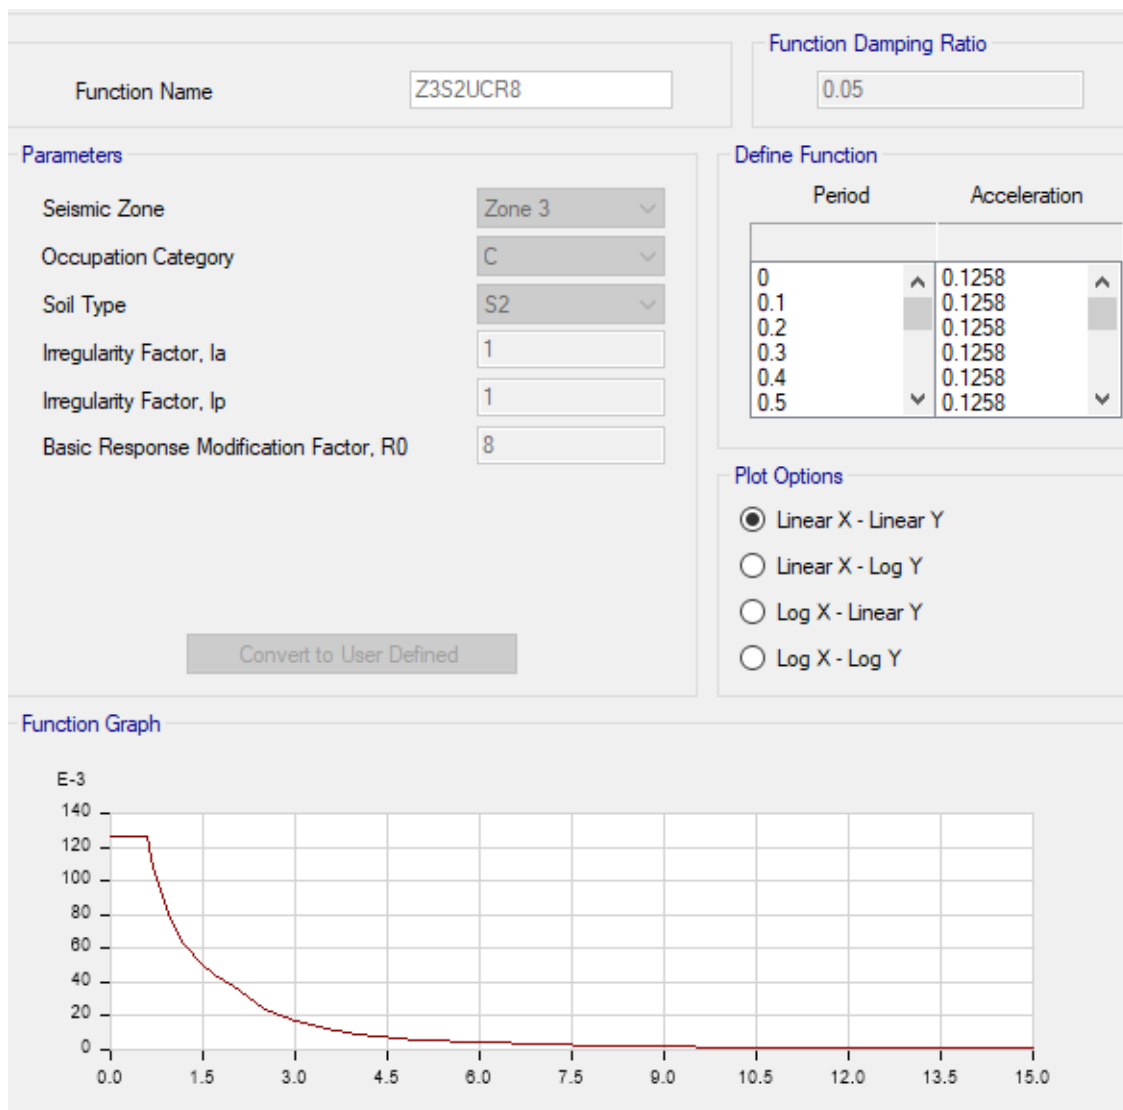 Function Damping Ratio
Function Name Z3S2UCR8 0.05
Parameters
Seismic Zone Zone 3
Occupation Category C
Soil Type S2
Irregularity Factor, Ia 1
Irregularity Factor, Ip 1
Basic Response Modification Factor, R0 8
Convert to User Defined
Define Function
Period Acceleration
0 0.1258
0.1 0.1258
0.2 0.1258
0.3 0.1258
0.4 0.1258
0.5 0.1258
Plot Options
Linear X - Linear Y
Linear X - Log Y
Log X - Linear Y
Log X - Log Y
Function Graph
E-3
140
120
100
80
60
40
20
0
0.0 1.5 3.0 4.5 6.0 7.5 9.0 10.5 12.0 13.5 15.0